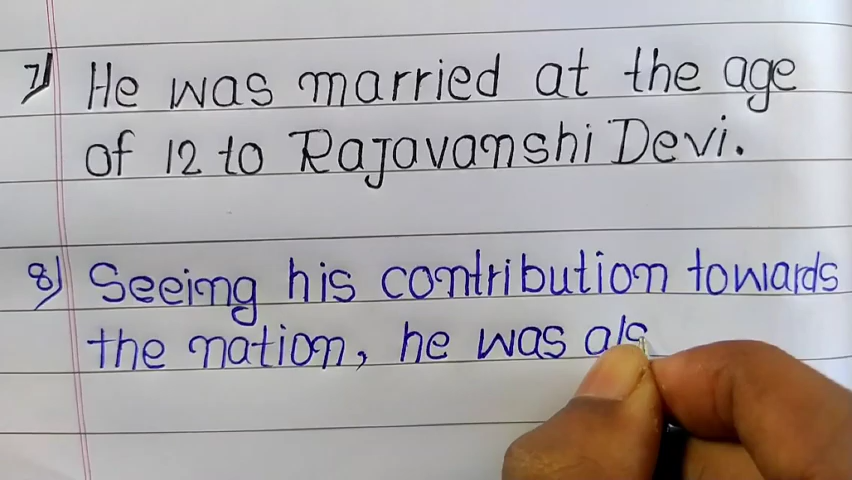 7) He was married at the age
of 12 to Rajavanshi Devi.
8) Seeing his contribution towards
the nation, he was als